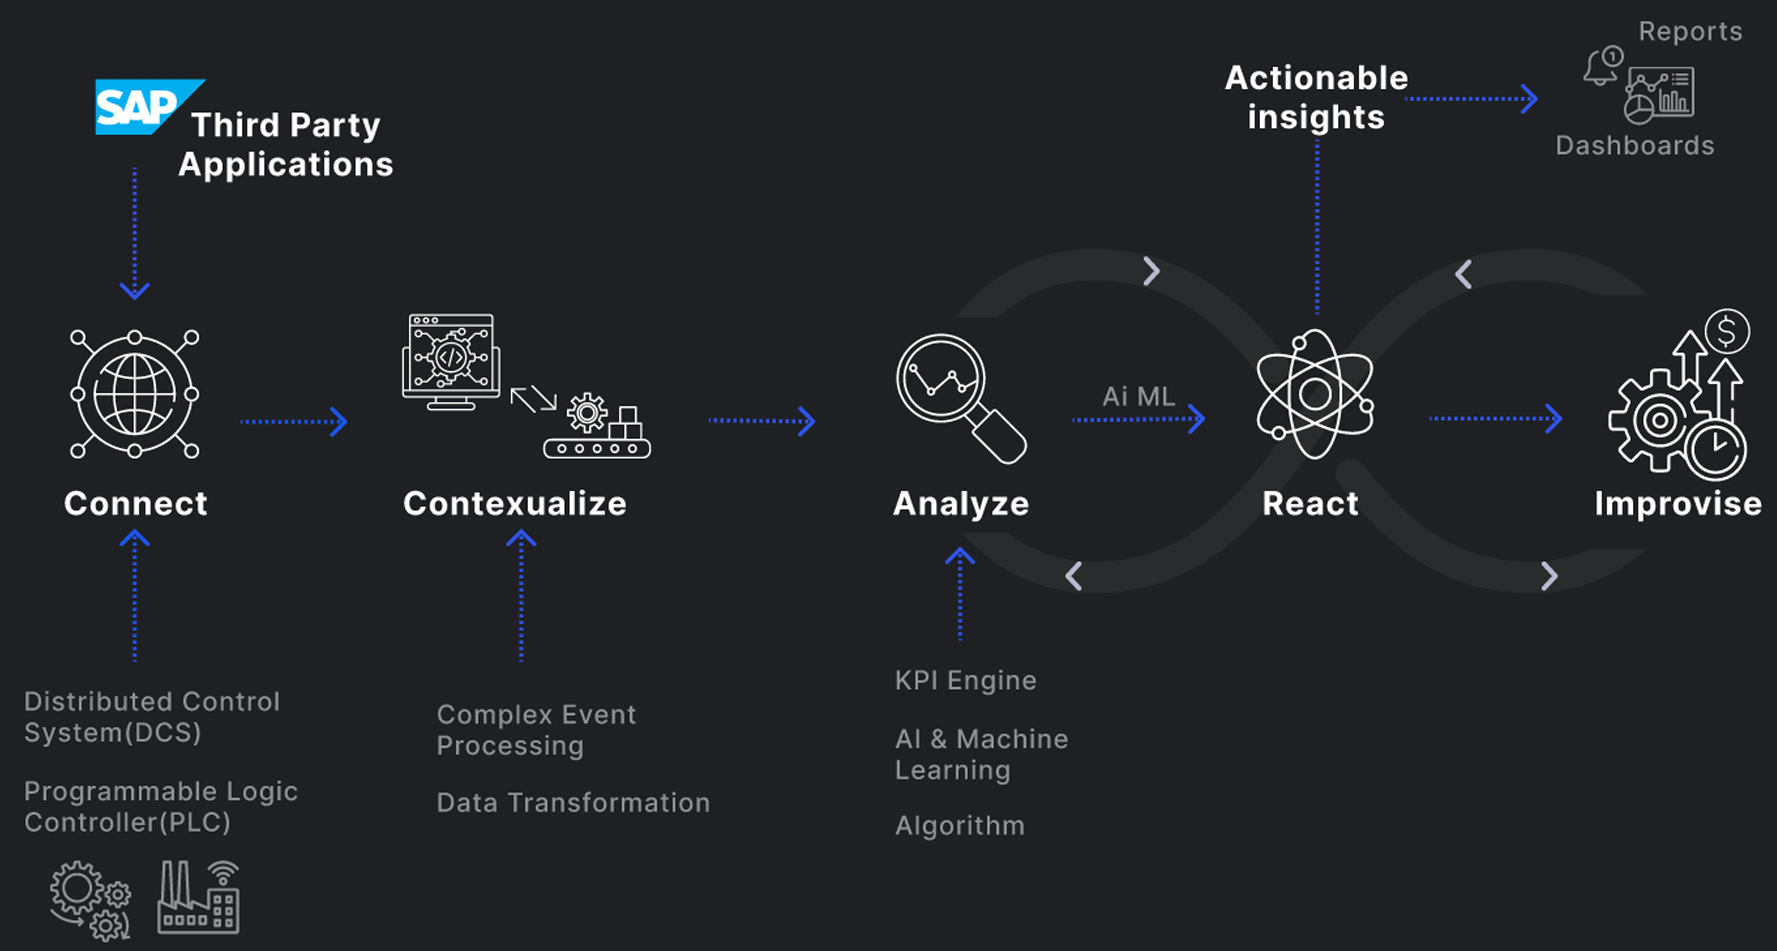 Reports
1
Dashboards
Actionable
insights
SAP
Third Party
Applications
$
</>
Ai ML
Connect
Contexualize
Analyze
React
Improvise
Distributed Control
System(DCS)
Programmable Logic
Controller(PLC)
Complex Event
Processing
Data Transformation
KPI Engine
AI & Machine
Learning
Algorithm